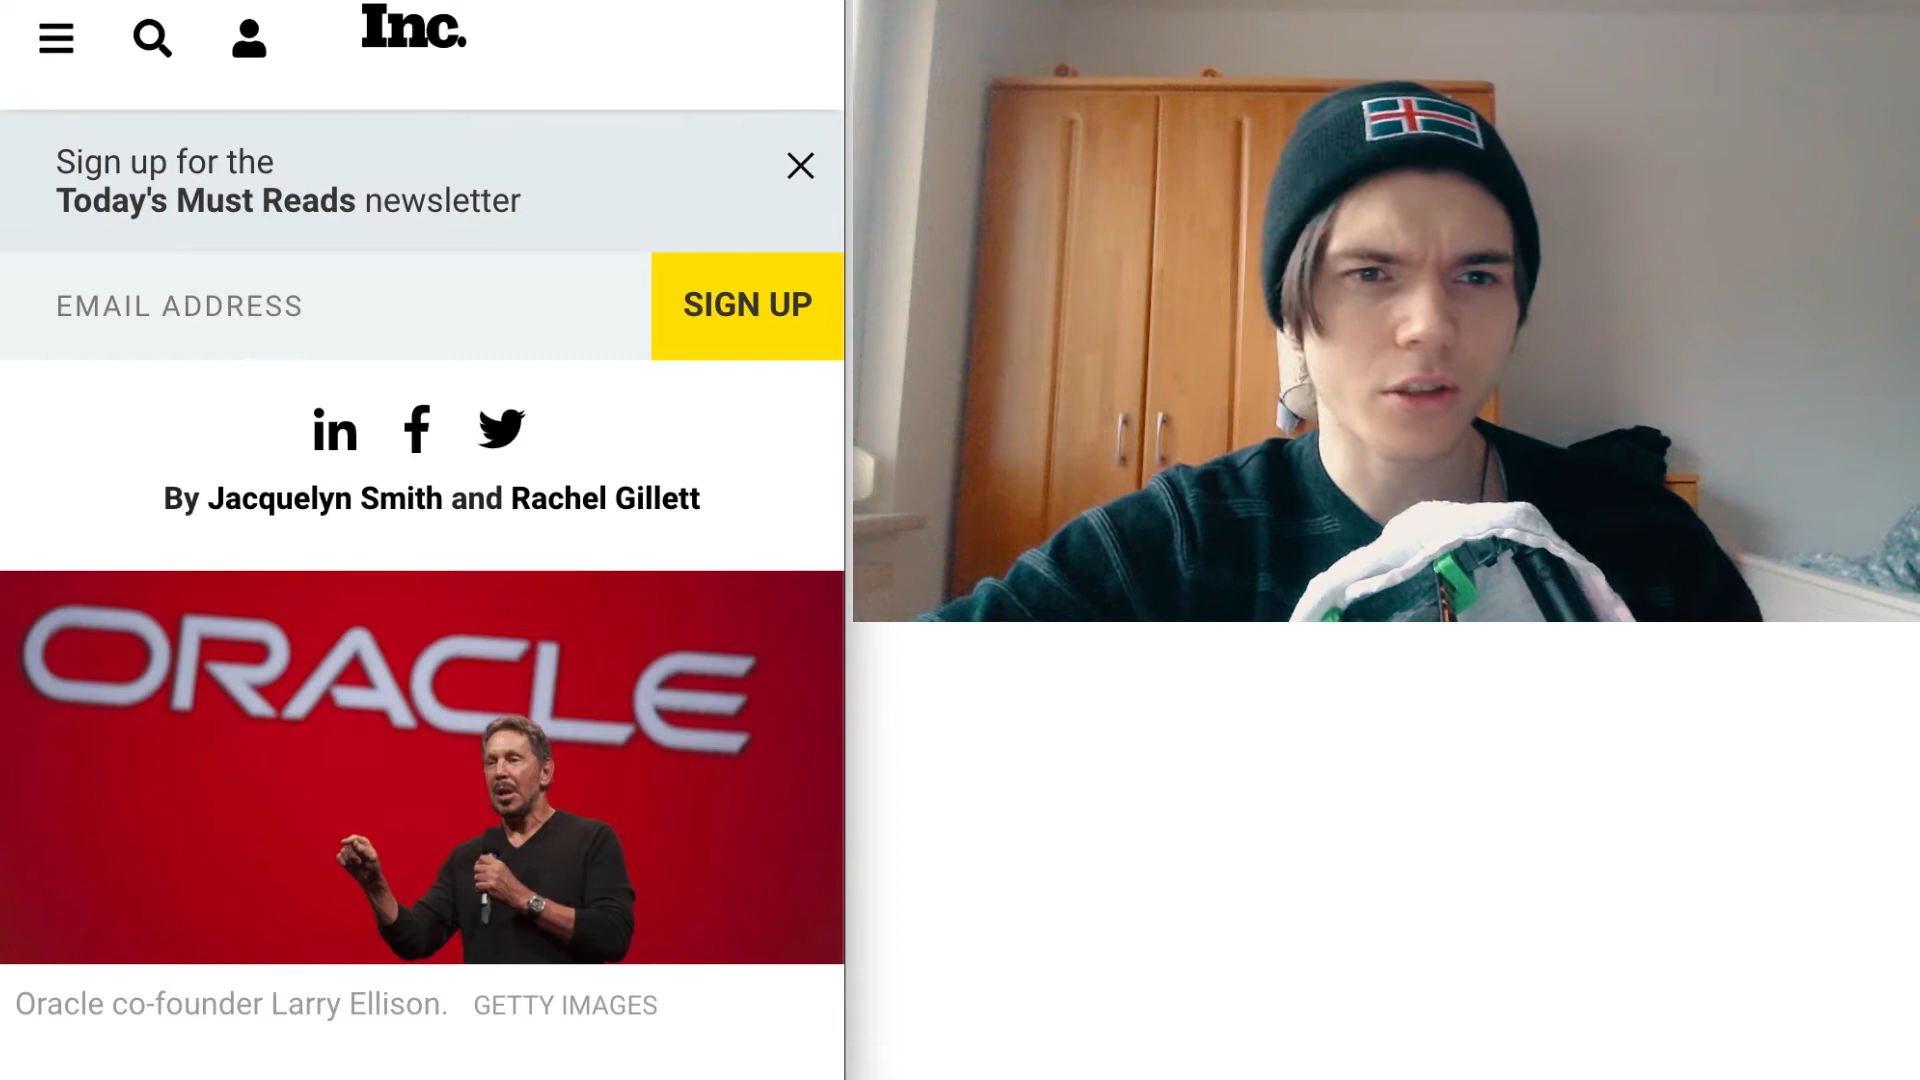 Inc.
Sign up for the
Today's Must Reads newsletter
EMAIL ADDRESS
SIGN UP
By Jacquelyn Smith and Rachel Gillett
ORACLE
Oracle co-founder Larry Ellison. GETTY IMAGES